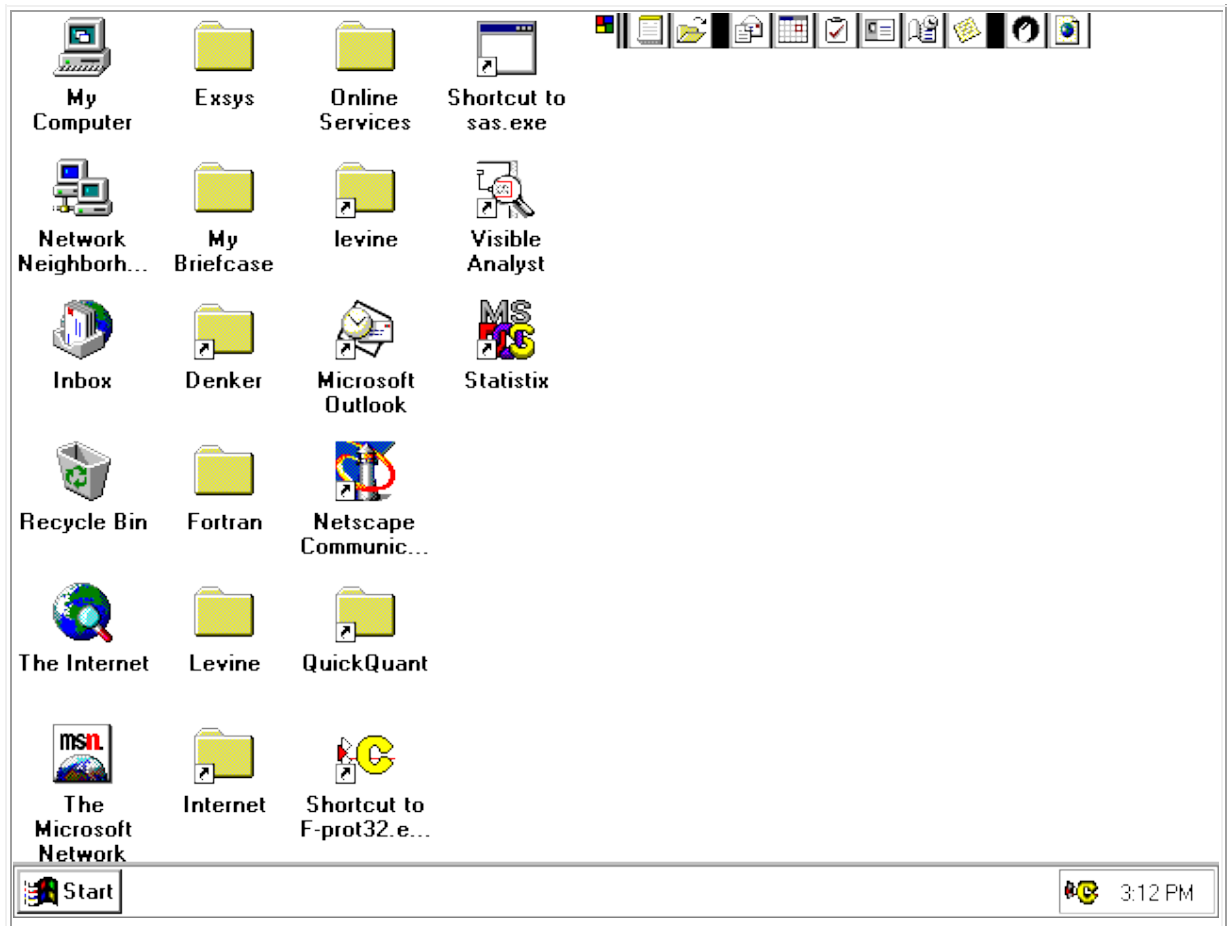 My
Computer
Exsys
Online
Services
Shortcut to
sas.exe
Network
Neighborh...
My
Briefcase
levine
Visible
Analyst
MS
Inbox
Denker
Microsoft
Outlook
Statistix
Recycle Bin
Fortran
Netscape
Communic...
The Internet
Levine
QuickQuant
msn.
The
Microsoft
Network
Internet
Shortcut to
F-prot32.e...
Start
3:12 PM